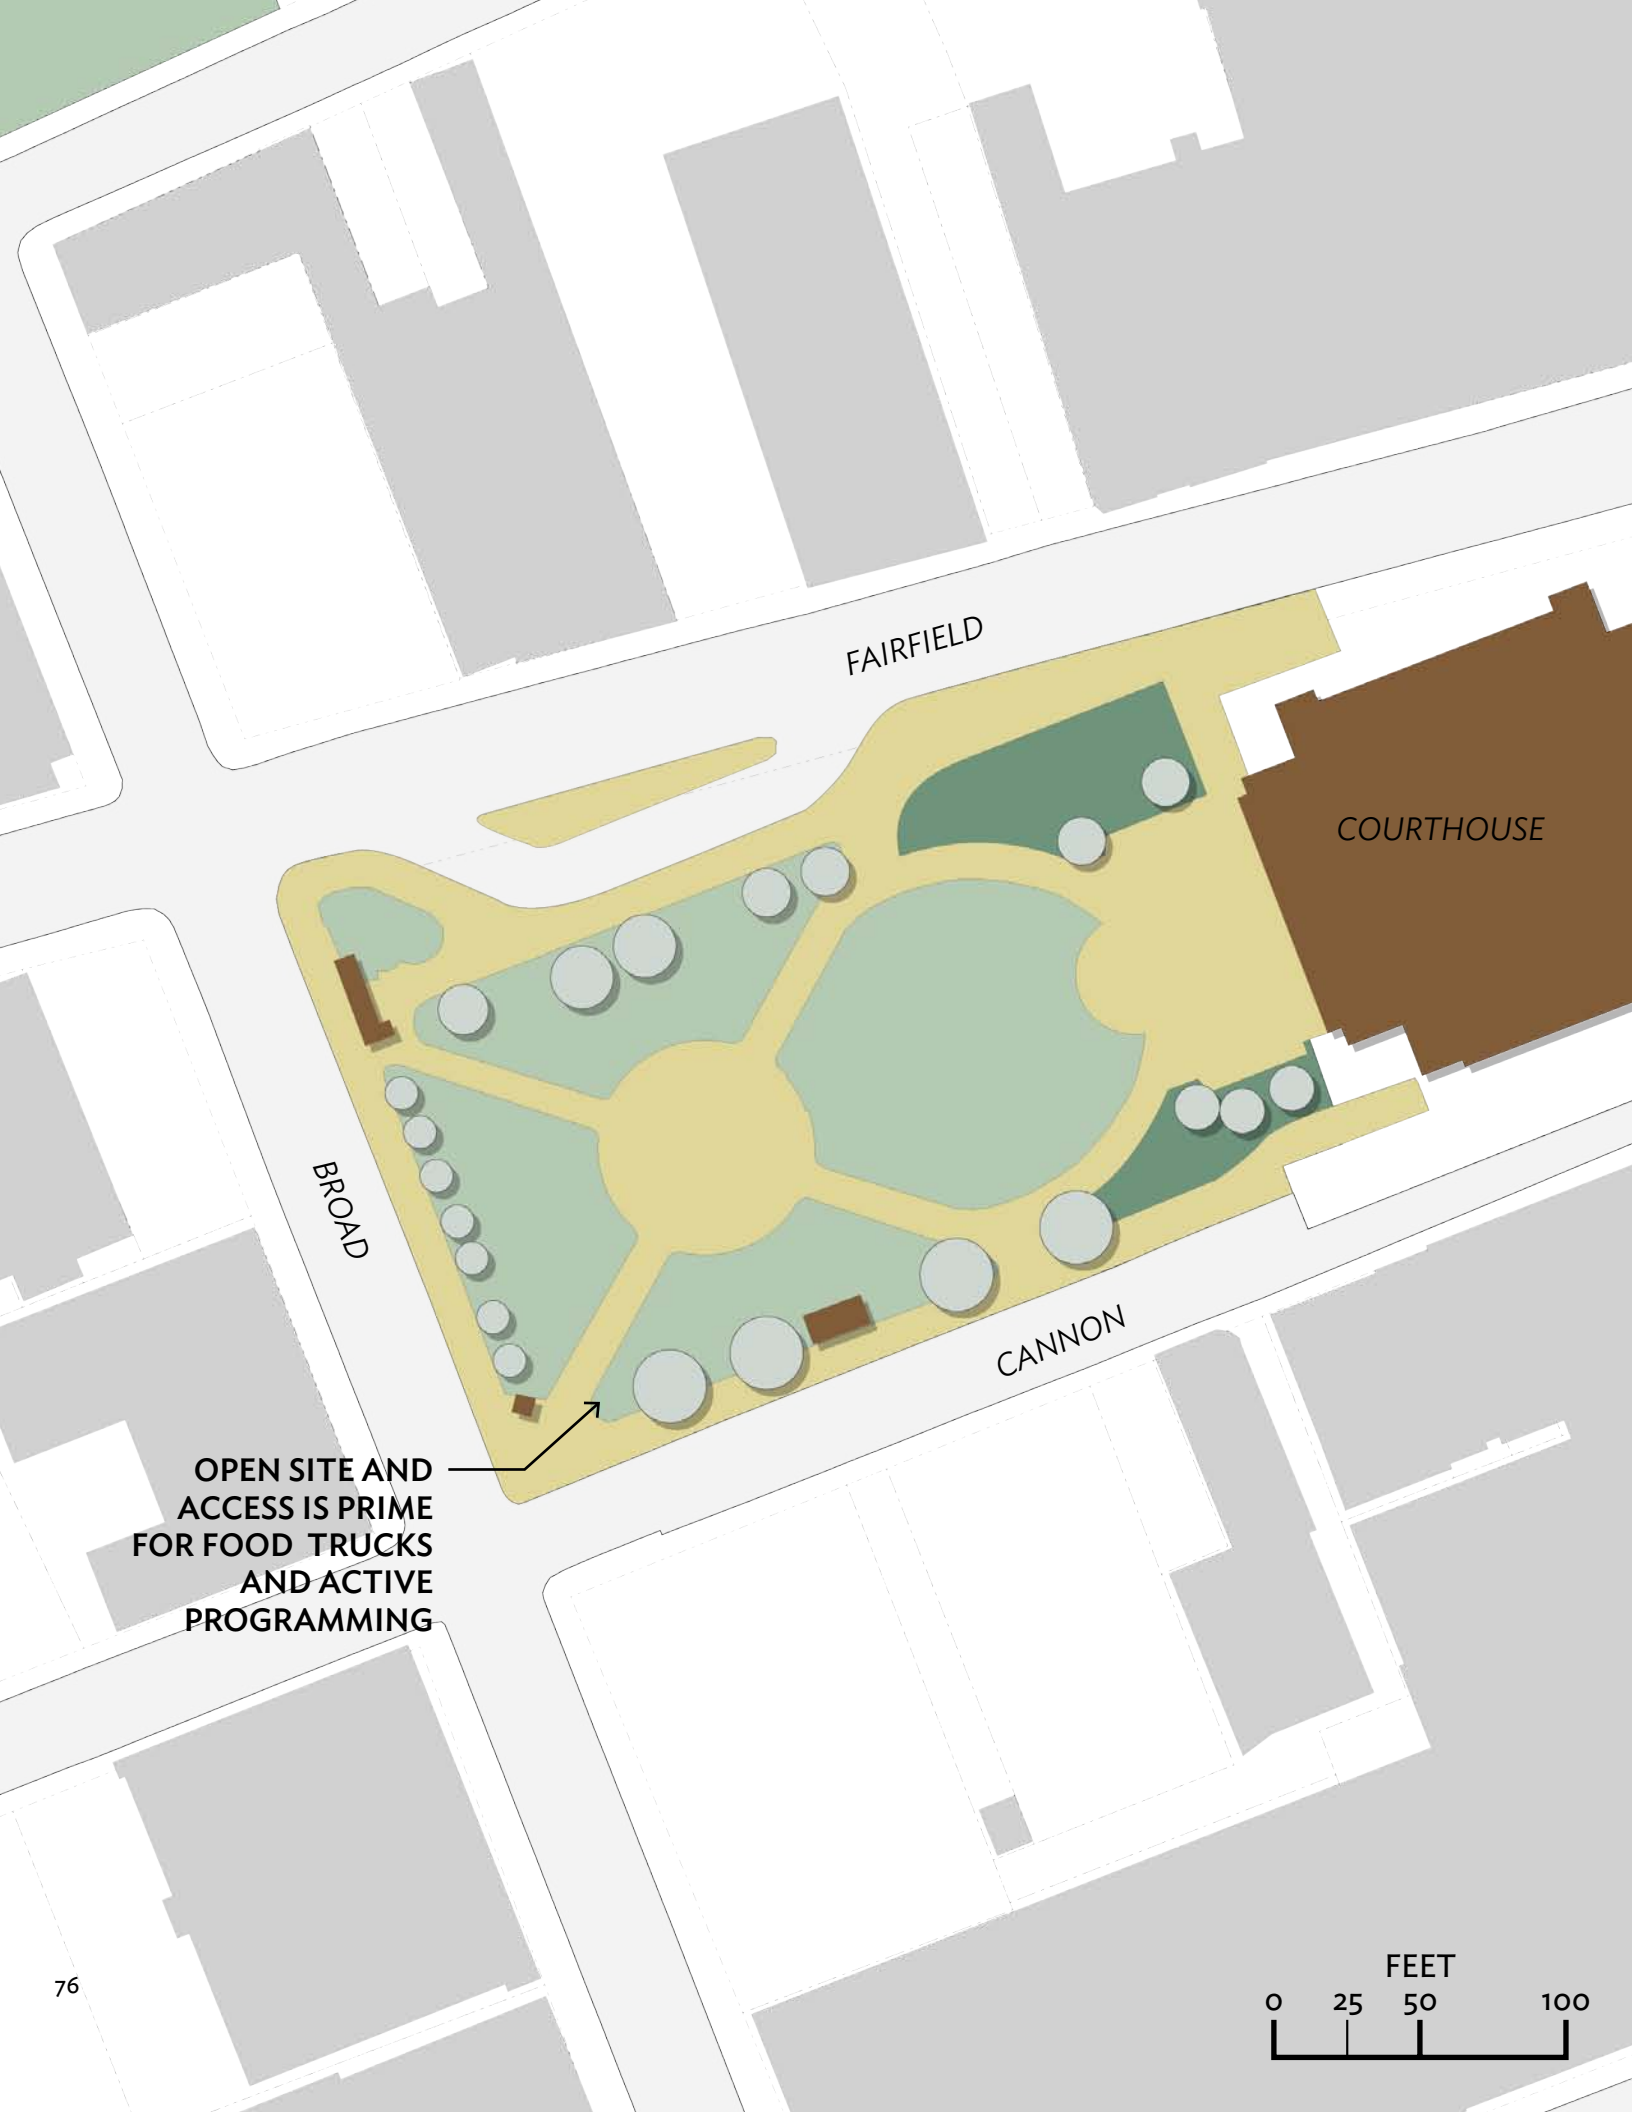 FAIRFIELD
COURTHOUSE
BROAD
CANNON
OPEN SITE AND
ACCESS IS PRIME
FOR FOOD TRUCKS
AND ACTIVE
PROGRAMMING
76
FEET
0 25 50 100